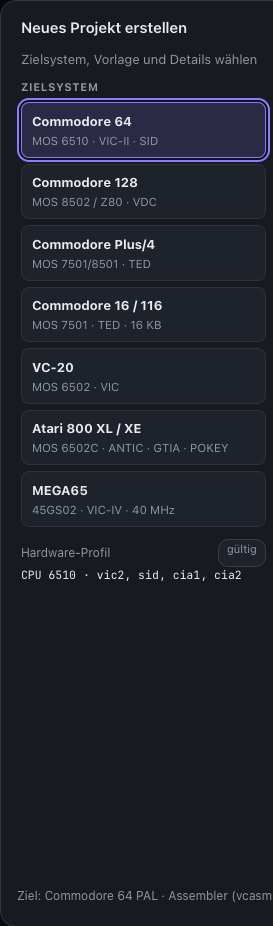 Neues Projekt erstellen
Zielsystem, Vorlage und Details wählen
ZIELSYSTEM
Commodore 64
MOS 6510 · VIC-II · SID
Commodore 128
MOS 8502 / Z80 · VDC
Commodore Plus/4
MOS 7501/8501 · TED
Commodore 16 / 116
MOS 7501 · TED · 16 KB
VC-20
MOS 6502 · VIC
Atari 800 XL / XE
MOS 6502C · ANTIC · GTIA · POKEY
MEGA65
45GS02 · VIC-IV · 40 MHz
Hardware-Profil gültig
CPU 6510 · vic2, sid, cia1, cia2
Ziel: Commodore 64 PAL · Assembler (vcasm